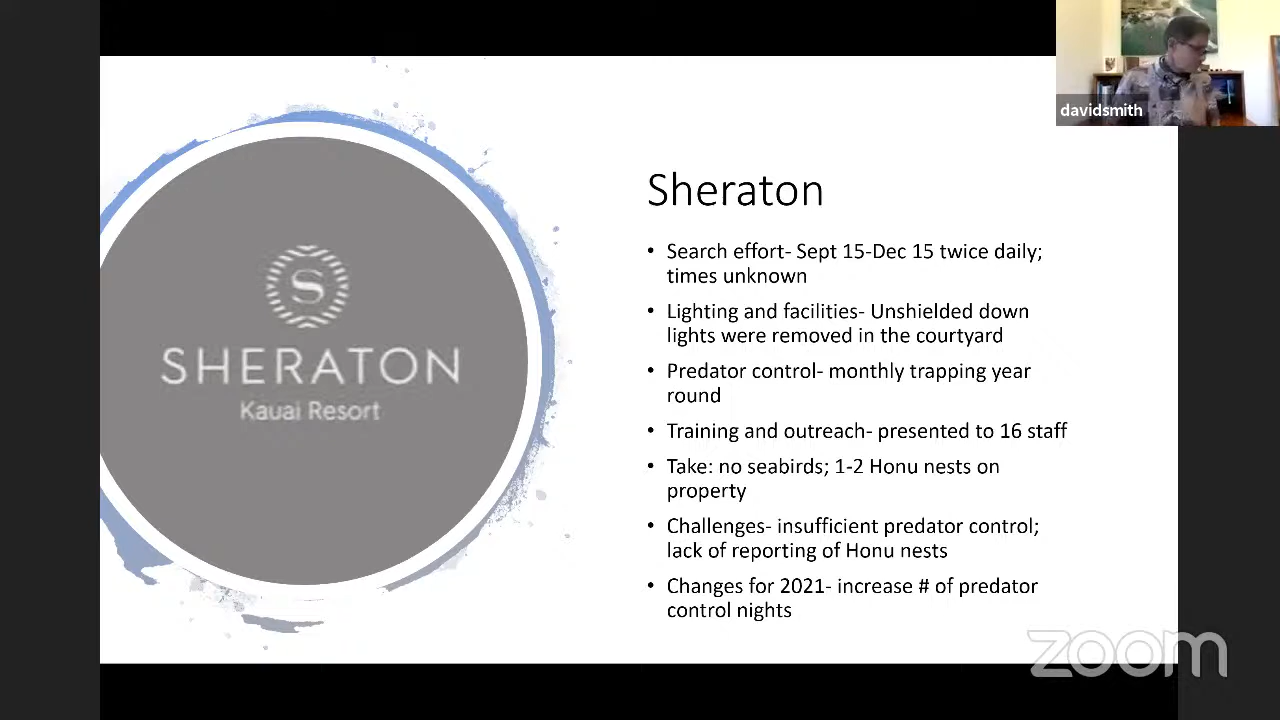 davidsmith
S
SHERATON
Kauai Resort
Sheraton
• Search effort- Sept 15-Dec 15 twice daily;
times unknown
• Lighting and facilities- Unshielded down
lights were removed in the courtyard
• Predator control- monthly trapping year
round
• Training and outreach- presented to 16 staff
• Take: no seabirds; 1-2 Honu nests on
property
• Challenges- insufficient predator control;
lack of reporting of Honu nests
• Changes for 2021- increase # of predator
control nights
zoom